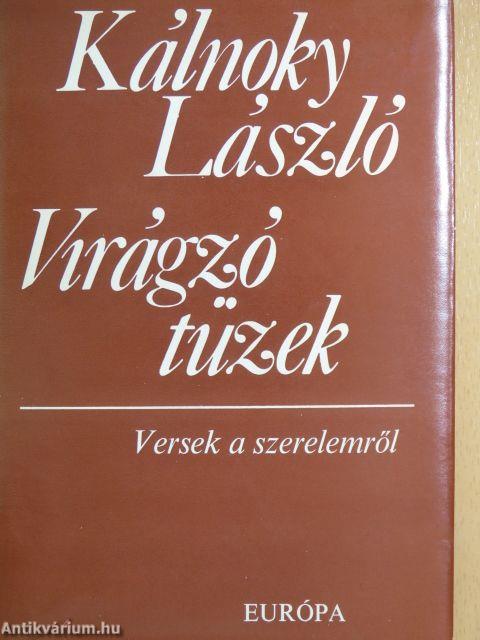 Kálnoky
László
Virágzó
tüzek
Versek a szerelemről
EURÓPA
Antikvárium.hu